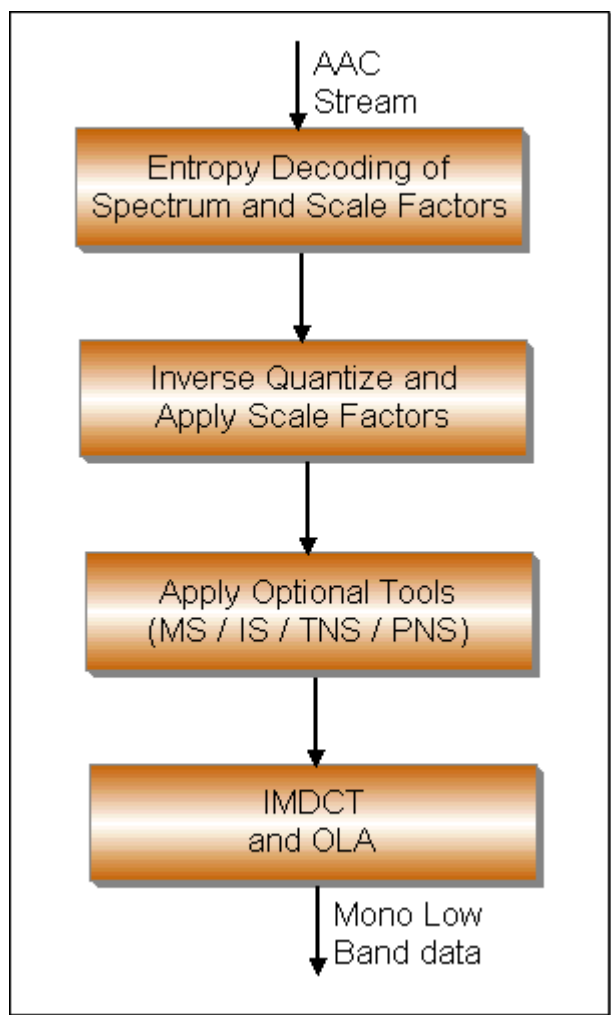 AAC
Stream
Entropy Decoding of
Spectrum and Scale Factors
Inverse Quantize and
Apply Scale Factors
Apply Optional Tools
(MS / IS / TNS / PNS)
IMDCT
and OLA
Mono Low
Band data